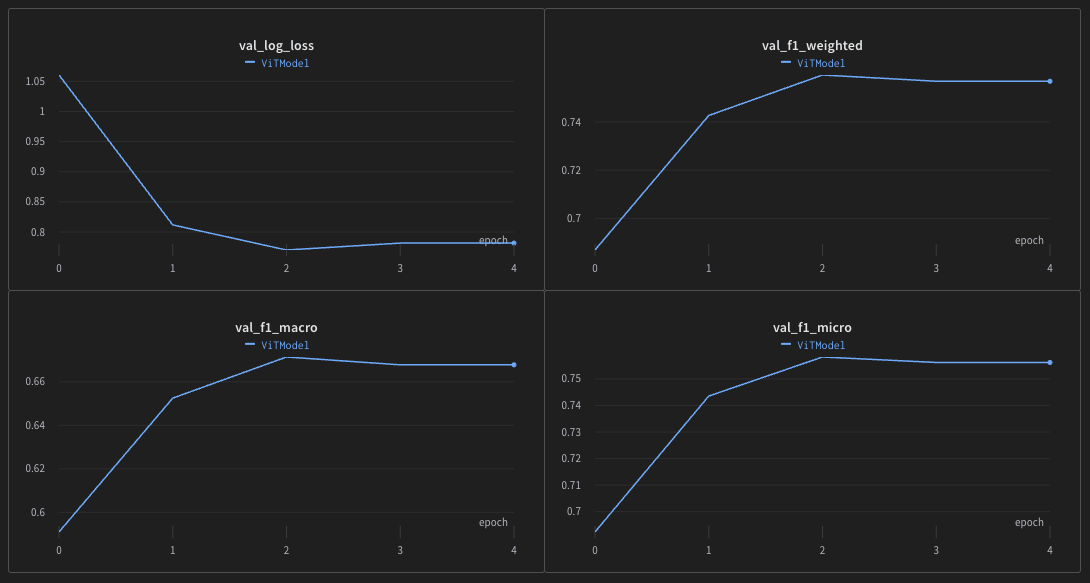 val_log_loss
ViTModel
1.05
1
0.95
0.9
0.85
0.8
epoch
0 1 2 3 4
val_f1_weighted
ViTModel
0.74
0.72
0.7
epoch
0 1 2 3 4
val_f1_macro
ViTModel
0.66
0.64
0.62
0.6
epoch
0 1 2 3 4
val_f1_micro
ViTModel
0.75
0.74
0.73
0.72
0.71
0.7
epoch
0 1 2 3 4